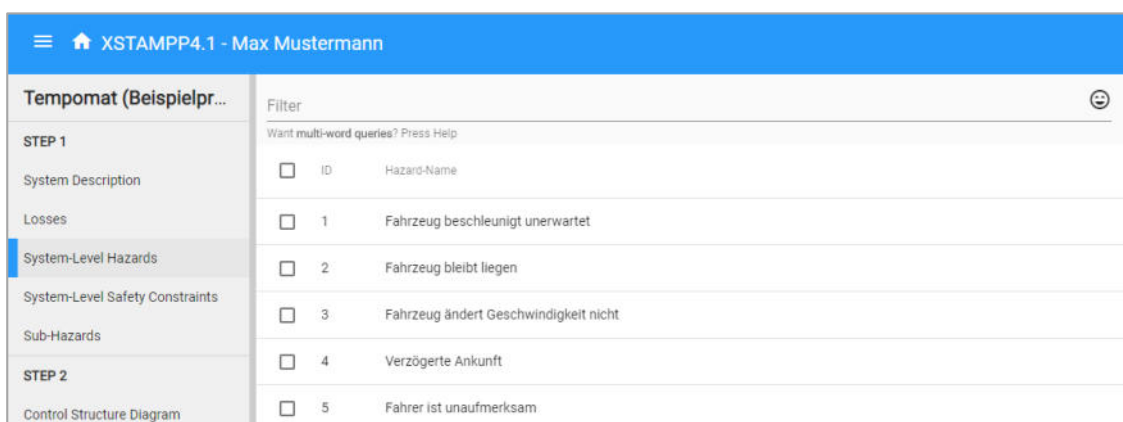 XSTAMPP4.1 - Max Mustermann
Tempomat (Beispielpr...
STEP 1
System Description
Losses
System-Level Hazards
System-Level Safety Constraints
Sub-Hazards
STEP 2
Control Structure Diagram
Filter
Want multi-word queries? Press Help
ID Hazard-Name
1 Fahrzeug beschleunigt unerwartet
2 Fahrzeug bleibt liegen
3 Fahrzeug ändert Geschwindigkeit nicht
4 Verzögerte Ankunft
5 Fahrer ist unaufmerksam